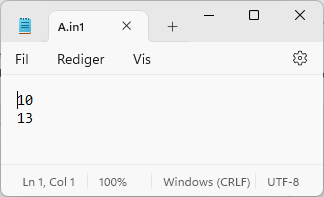 A.in1
Fil Rediger Vis
10
13
Ln 1, Col 1 100% Windows (CRLF) UTF-8